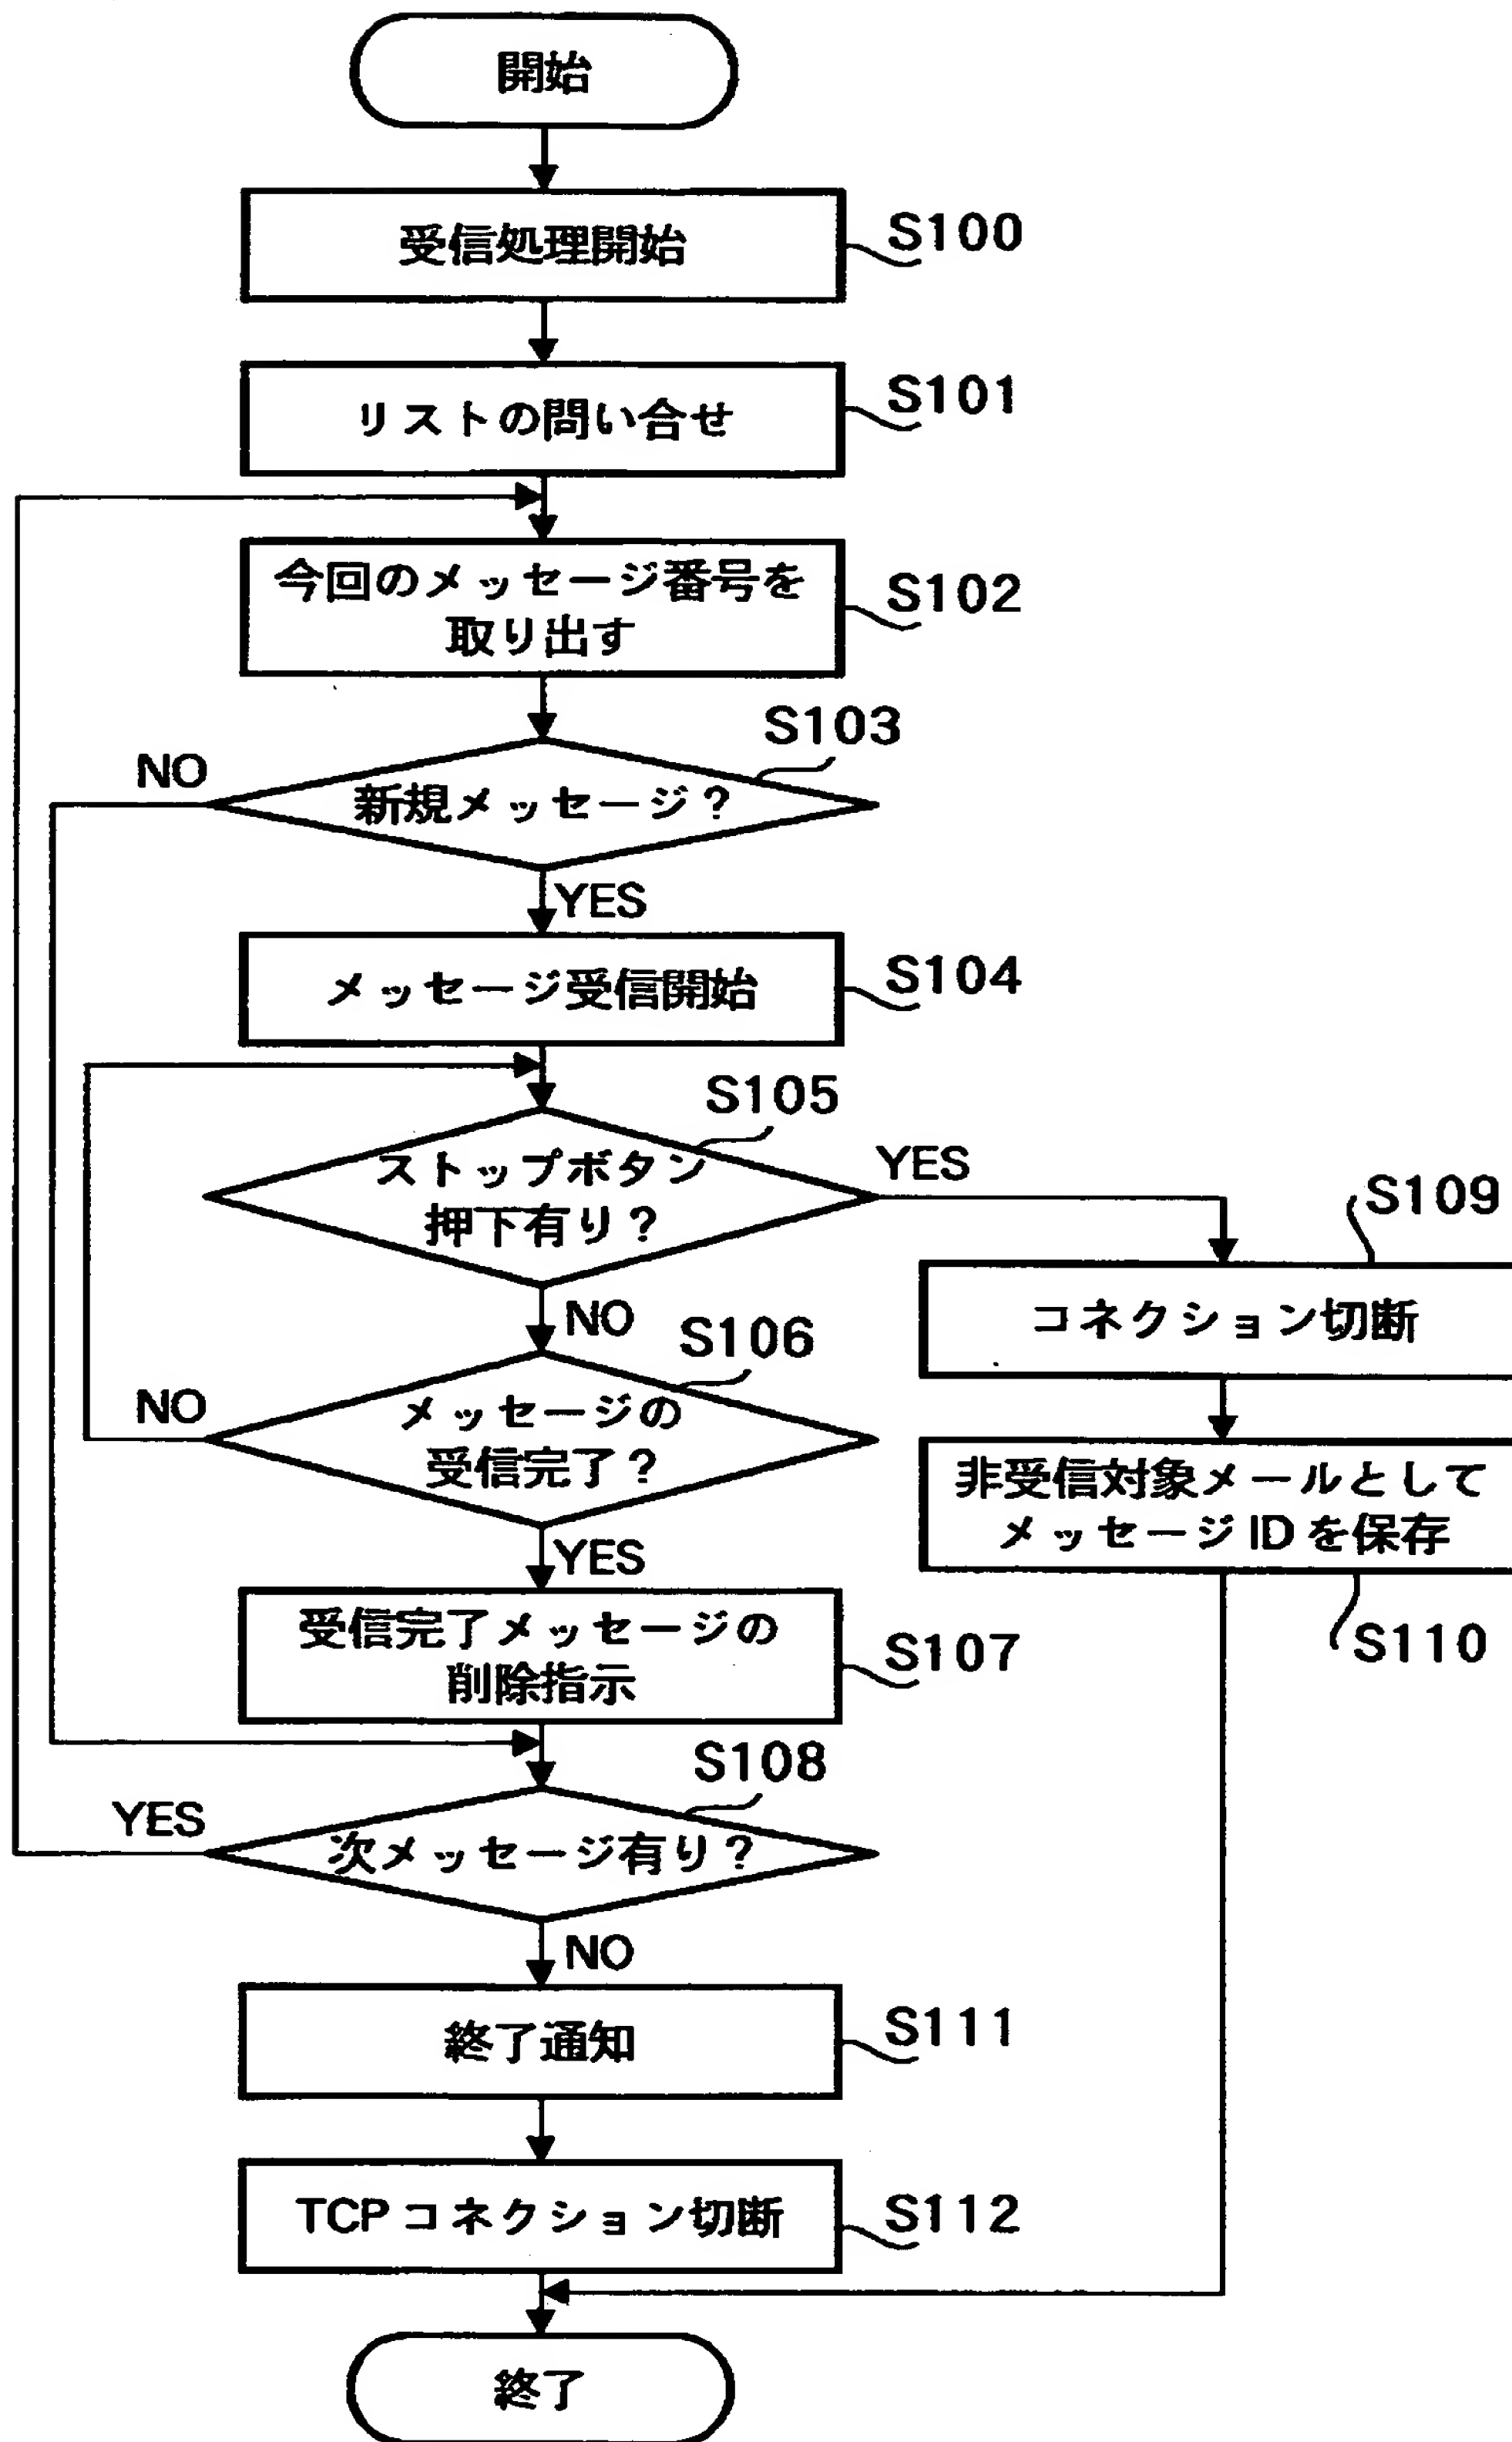 開始
受信処理開始
S100
リストの問い合せ
S101
今回のメッセージ番号を
取り出す
S102
S103
NO
新規メッセージ?
YES
メッセージ受信開始
S104
S105
ストップボタン
押下有り?
YES
S109
コネクション切断
NO
S106
NO
メッセージの
受信完了?
非受信対象メールとして
メッセージIDを保存
S110
YES
受信完了メッセージの
削除指示
S107
S108
YES
次メッセージ有り?
NO
終了通知
S111
TCPコネクション切断
S112
終了